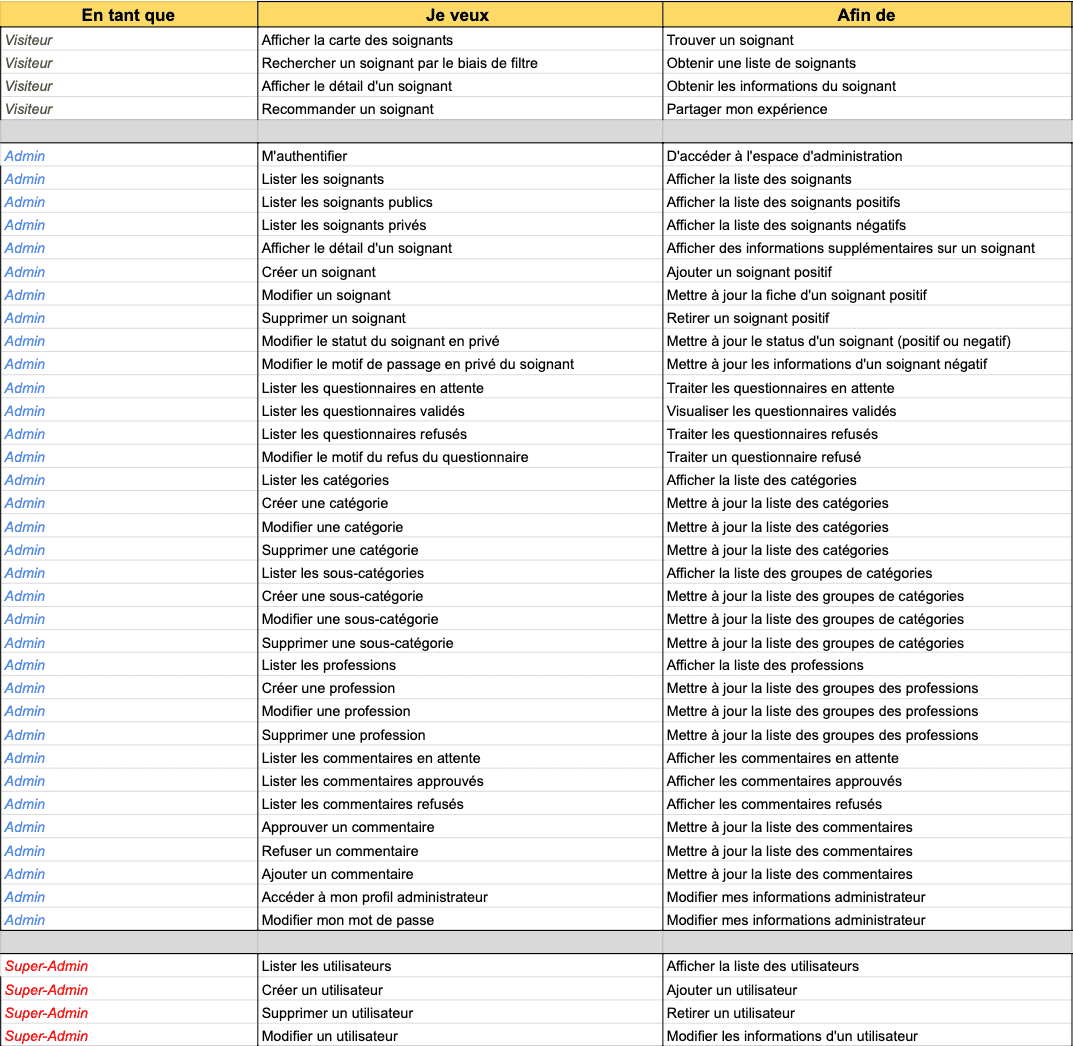 En tant que Je veux Afin de
Visiteur Afficher la carte des soignants Trouver un soignant
Visiteur Rechercher un soignant par le biais de filtre Obtenir une liste de soignants
Visiteur Afficher le détail d'un soignant Obtenir les informations du soignant
Visiteur Recommander un soignant Partager mon expérience
Admin M'authentifier D'accéder à l'espace d'administration
Admin Lister les soignants Afficher la liste des soignants
Admin Lister les soignants publics Afficher la liste des soignants positifs
Admin Lister les soignants privés Afficher la liste des soignants négatifs
Admin Afficher le détail d'un soignant Afficher des informations supplémentaires sur un soignant
Admin Créer un soignant Ajouter un soignant positif
Admin Modifier un soignant Mettre à jour la fiche d'un soignant positif
Admin Supprimer un soignant Retirer un soignant positif
Admin Modifier le statut du soignant en privé Mettre à jour le status d'un soignant (positif ou negatif)
Admin Modifier le motif de passage en privé du soignant Mettre à jour les informations d'un soignant négatif
Admin Lister les questionnaires en attente Traiter les questionnaires en attente
Admin Lister les questionnaires validés Visualiser les questionnaires validés
Admin Lister les questionnaires refusés Traiter les questionnaires refusés
Admin Modifier le motif du refus du questionnaire Traiter un questionnaire refusé
Admin Lister les catégories Afficher la liste des catégories
Admin Créer une catégorie Mettre à jour la liste des catégories
Admin Modifier une catégorie Mettre à jour la liste des catégories
Admin Supprimer une catégorie Mettre à jour la liste des catégories
Admin Lister les sous-catégories Afficher la liste des groupes de catégories
Admin Créer une sous-catégorie Mettre à jour la liste des groupes de catégories
Admin Modifier une sous-catégorie Mettre à jour la liste des groupes de catégories
Admin Supprimer une sous-catégorie Mettre à jour la liste des groupes de catégories
Admin Lister les professions Afficher la liste des professions
Admin Créer une profession Mettre à jour la liste des groupes des professions
Admin Modifier une profession Mettre à jour la liste des groupes des professions
Admin Supprimer une profession Mettre à jour la liste des groupes des professions
Admin Lister les commentaires en attente Afficher les commentaires en attente
Admin Lister les commentaires approuvés Afficher les commentaires approuvés
Admin Lister les commentaires refusés Afficher les commentaires refusés
Admin Approuver un commentaire Mettre à jour la liste des commentaires
Admin Refuser un commentaire Mettre à jour la liste des commentaires
Admin Ajouter un commentaire Mettre à jour la liste des commentaires
Admin Accéder à mon profil administrateur Modifier mes informations administrateur
Admin Modifier mon mot de passe Modifier mes informations administrateur
Super-Admin Lister les utilisateurs Afficher la liste des utilisateurs
Super-Admin Créer un utilisateur Ajouter un utilisateur
Super-Admin Supprimer un utilisateur Retirer un utilisateur
Super-Admin Modifier un utilisateur Modifier les informations d'un utilisateur